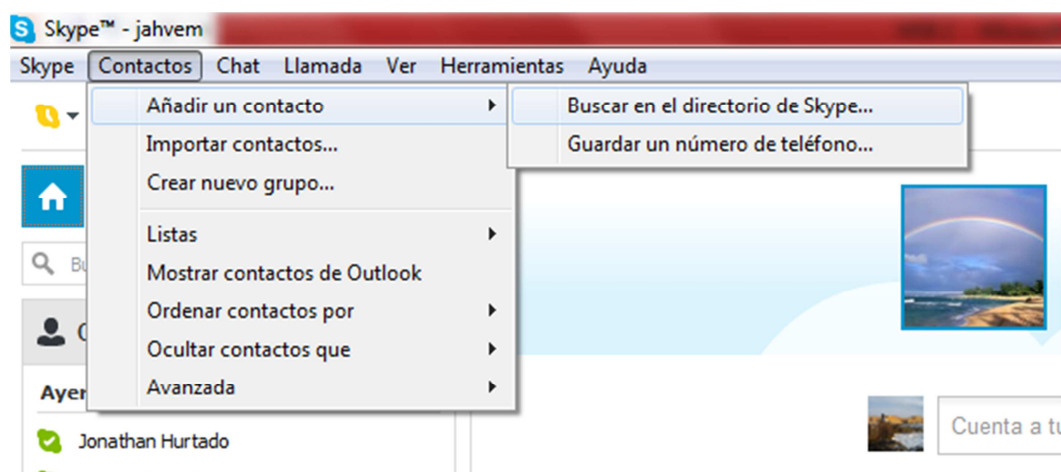 Skype™ - jahvem
Skype Contactos Chat Llamada Ver Herramientas Ayuda
Añadir un contacto
Buscar en el directorio de Skype...
Importar contactos...
Guardar un número de teléfono...
Crear nuevo grupo...
Listas
Mostrar contactos de Outlook
Ordenar contactos por
Ocultar contactos que
Avanzada
Ayer
Jonathan Hurtado
Cuenta a tu